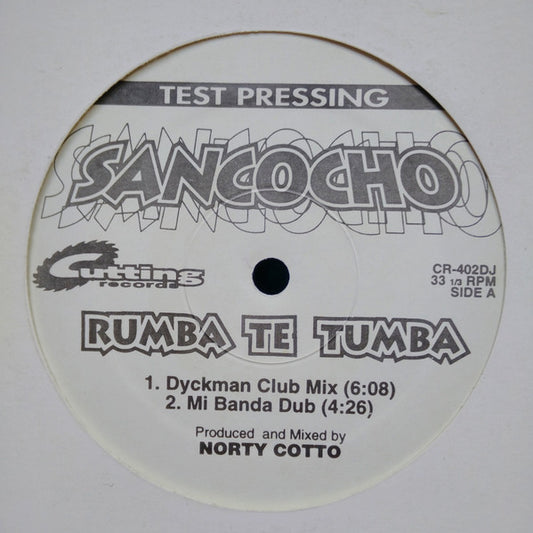 TEST PRESSING
SANCOCHO
Cutting
records
CR-402DJ
33 1/3 RPM
SIDE A
RUMBA TE TUMBA
1. Dyckman Club Mix (6:08)
2. Mi Banda Dub (4:26)
Produced and Mixed by
NORTY COTTO